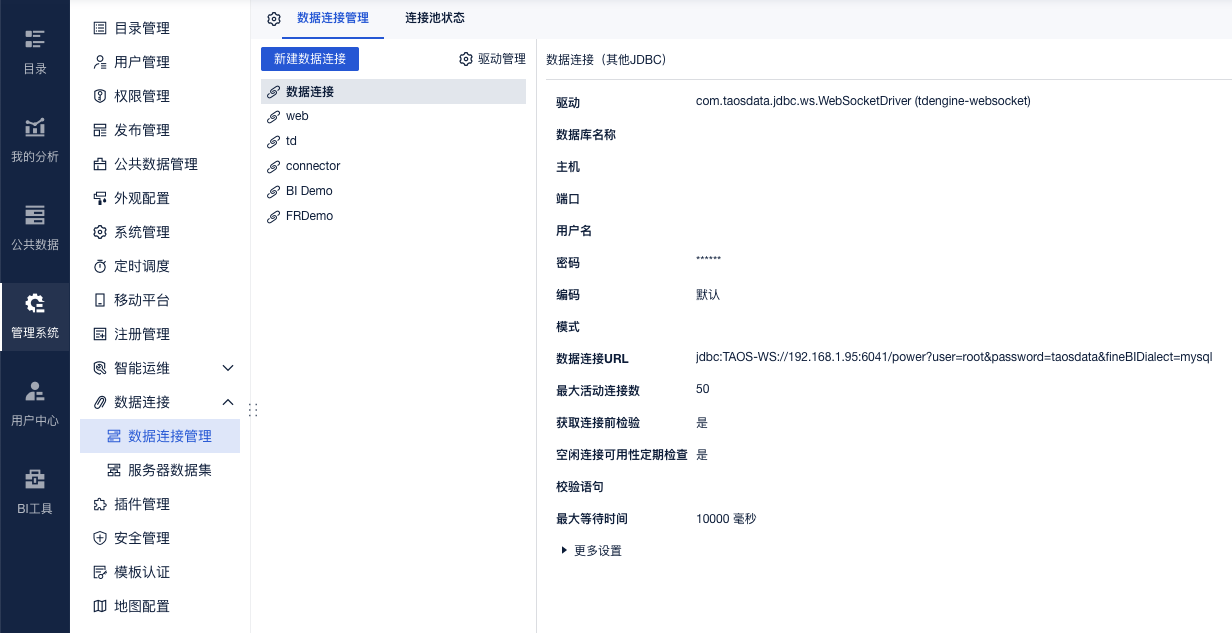 目录
我的分析
公共数据
管理系统
用户中心
BI工具
目录管理
用户管理
权限管理
发布管理
公共数据管理
外观配置
系统管理
定时调度
移动平台
注册管理
智能运维
数据连接
数据连接管理
服务器数据集
插件管理
安全管理
模板认证
地图配置
数据连接管理 连接池状态
新建数据连接 驱动管理
数据连接
web
td
connector
BI Demo
FRDemo
数据连接（其他JDBC）
驱动 com.taosdata.jdbc.ws.WebSocketDriver (tdengine-websocket)
数据库名称
主机
端口
用户名
密码 ******
编码 默认
模式
数据连接URL jdbc:TAOS-WS://192.168.1.95:6041/power?user=root&password=taosdata&fineBIDialect=mysql
最大活动连接数 50
获取连接前检验 是
空闲连接可用性定期检查 是
校验语句
最大等待时间 10000 毫秒
更多设置